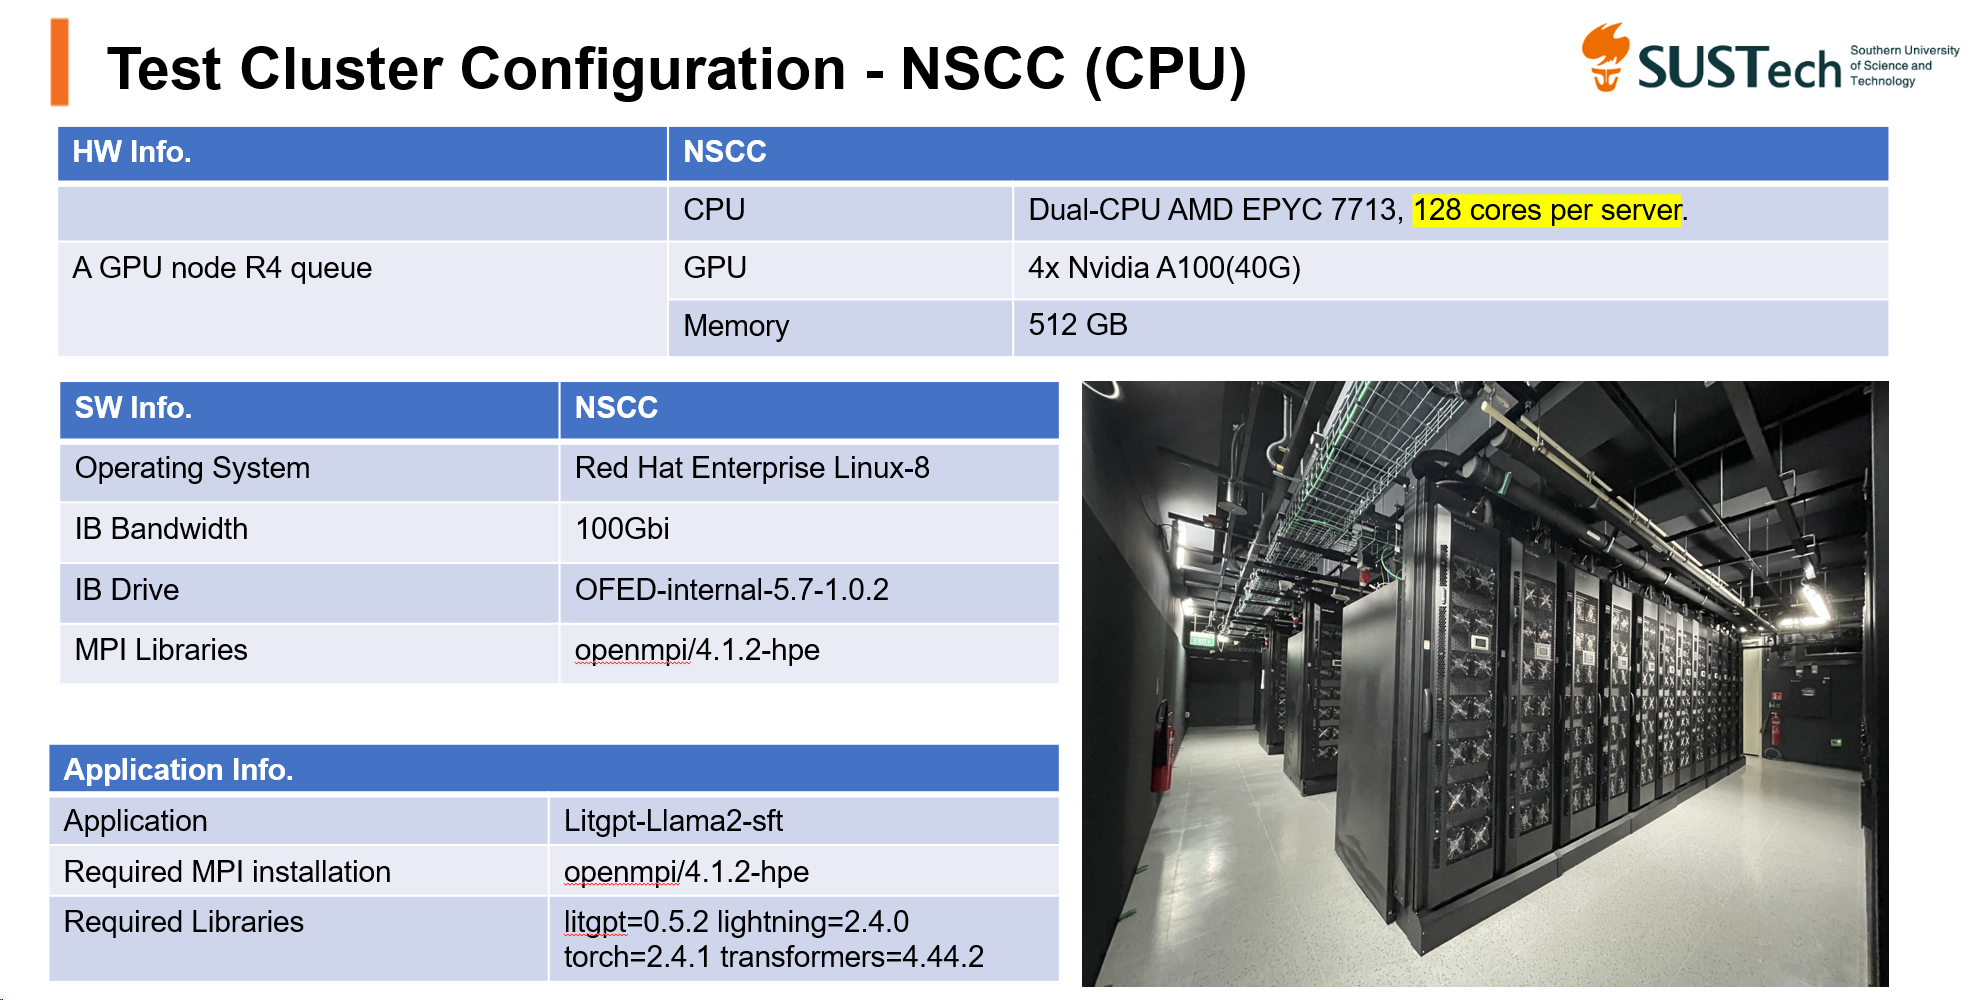 Test Cluster Configuration - NSCC (CPU)
SUSTech
Southern University
of Science and
Technology
HW Info.
NSCC
CPU
Dual-CPU AMD EPYC 7713, 128 cores per server.
A GPU node R4 queue
GPU
4x Nvidia A100(40G)
Memory
512 GB
SW Info.
NSCC
Operating System
Red Hat Enterprise Linux-8
IB Bandwidth
100Gbi
IB Drive
OFED-internal-5.7-1.0.2
MPI Libraries
openmpi/4.1.2-hpe
Application Info.
Application
Litgpt-Llama2-sft
Required MPI installation
openmpi/4.1.2-hpe
Required Libraries
litgpt=0.5.2 lightning=2.4.0
torch=2.4.1 transformers=4.44.2